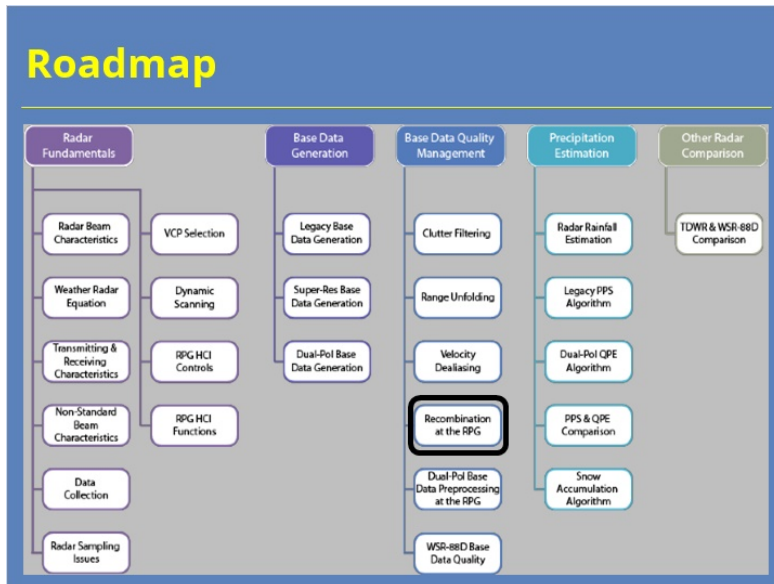 Roadmap
Radar
Fundamentals
Radar Beam
Characteristics
Weather Radar
Equation
Transmitting &
Receiving
Characteristics
Non-Standard
Beam
Characteristics
Data
Collection
Radar Sampling
Issues
VCP Selection
Dynamic
Scanning
RPG HCI
Controls
RPG HCI
Functions
Base Data
Generation
Legacy Base
Data Generation
Super-Res Base
Data Generation
Dual-Pol Base
Data Generation
Base Data Quality
Management
Clutter Filtering
Range Unfolding
Velocity
Dealiasing
Recombination
at the RPG
Dual-Pol Base
Data Preprocessing
at the RPG
WSR-88D Base
Data Quality
Precipitation
Estimation
Radar Rainfall
Estimation
Legacy PPS
Algorithm
Dual-Pol QPE
Algorithm
PPS & QPE
Comparison
Snow
Accumulation
Algorithm
Other Radar
Comparison
TDWR & WSR-88D
Comparison